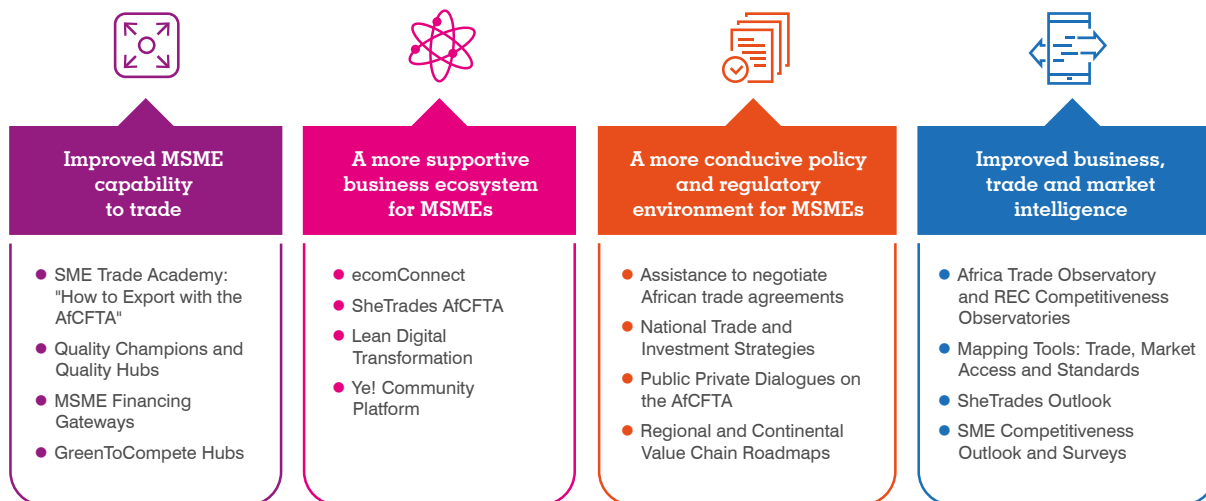 Improved MSME
capability
to trade
SME Trade Academy:
"How to Export with the
AfCFTA"
Quality Champions and
Quality Hubs
MSME Financing
Gateways
GreenToCompete Hubs
A more supportive
business ecosystem
for MSMEs
ecomConnect
SheTrades AfCFTA
Lean Digital
Transformation
Ye! Community
Platform
A more conducive policy
and regulatory
environment for MSMEs
Assistance to negotiate
African trade agreements
National Trade and
Investment Strategies
Public Private Dialogues on
the AfCFTA
Regional and Continental
Value Chain Roadmaps
Improved business,
trade and market
intelligence
Africa Trade Observatory
and REC Competitiveness
Observatories
Mapping Tools: Trade, Market
Access and Standards
SheTrades Outlook
SME Competitiveness
Outlook and Surveys